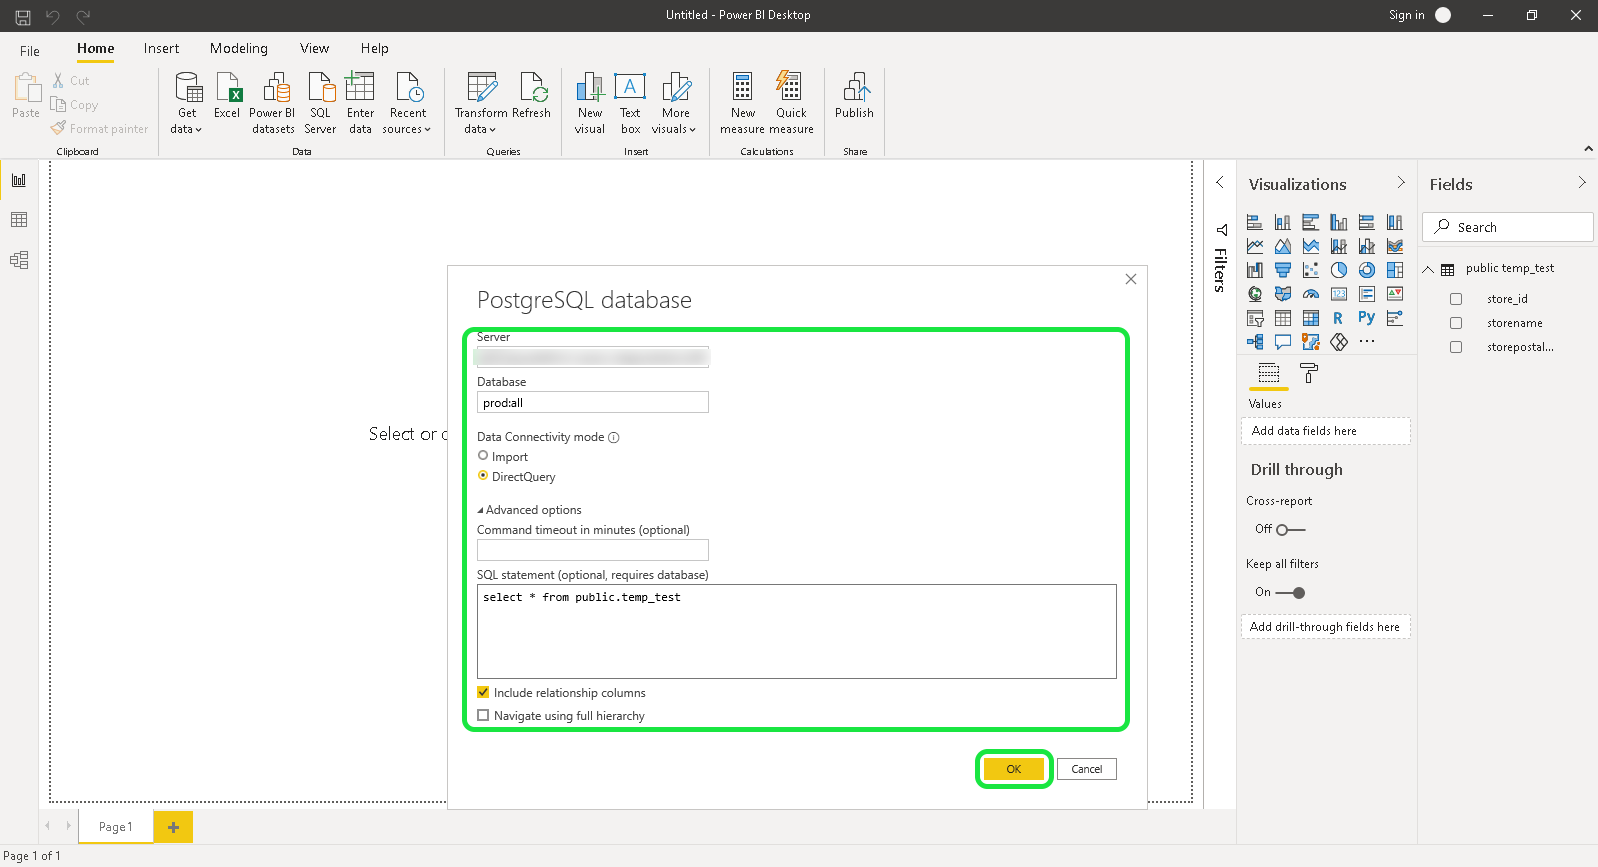 Untitled - Power BI Desktop
Sign in
File
Home
Insert
Modeling
View
Help
Paste
Cut
Copy
Format painter
Clipboard
Get data
Excel
Power BI datasets
SQL Server
Enter data
Recent sources
Data
Transform data
Refresh
Queries
New visual
Text box
More visuals
Insert
New measure
Quick measure
Calculations
Publish
Share
Select or
PostgreSQL database
Server
Database
prod:all
Data Connectivity mode
Import
DirectQuery
Advanced options
Command timeout in minutes (optional)
SQL statement (optional, requires database)
select * from public.temp_test
Include relationship columns
Navigate using full hierarchy
OK
Cancel
Filters
Visualizations
123
R
Py
Values
Add data fields here
Drill through
Cross-report
Off
Keep all filters
On
Add drill-through fields here
Fields
Search
public temp_test
store_id
storename
storepostal...
Page 1
Page 1 of 1